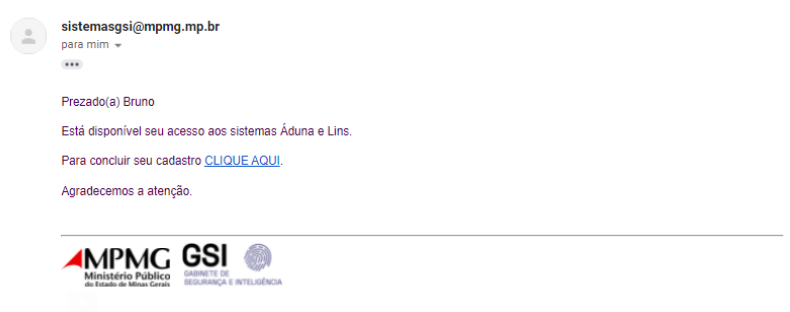 sistemasgsi@mpmg.mp.br
para mim
Prezado(a) Bruno
Está disponível seu acesso aos sistemas Áduna e Lins.
Para concluir seu cadastro CLIQUE AQUI.
Agradecemos a atenção.
MPMG
Ministério Público
do Estado de Minas Gerais
GSI
GABINETE DE
SEGURANÇA E INTELIGÊNCIA